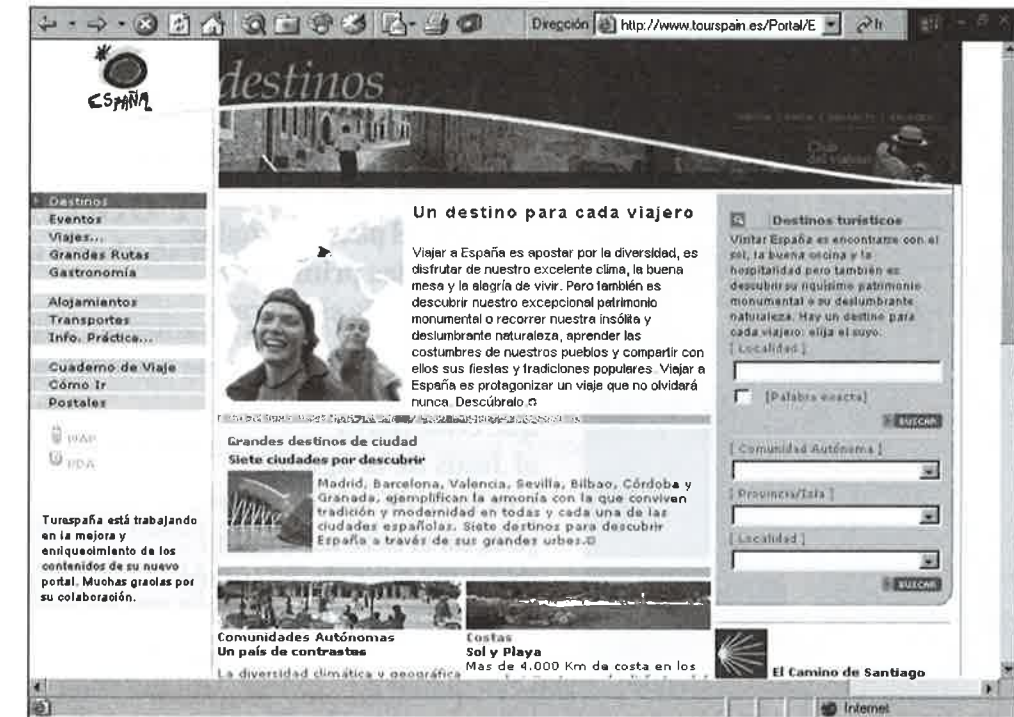 Dirección http://www.tourspain.es/Portal/E Ir
ESPAÑA
destinos
Club
del viajero
Destinos
Eventos
Viajes...
Grandes Rutas
Gastronomía
Alojamientos
Transportes
Info. Práctica...
Cuaderno de Viaje
Cómo Ir
Postales
WAP
PDA
Turespaña está trabajando
en la mejora y
enriquecimiento de los
contenidos de su nuevo
portal. Muchas gracias por
su colaboración.
Un destino para cada viajero
Viajar a España es apostar por la diversidad, es
disfrutar de nuestro excelente clima, la buena
mesa y la alegría de vivir. Pero también es
descubrir nuestro excepcional patrimonio
monumental o recorrer nuestra insólita y
deslumbrante naturaleza, aprender las
costumbres de nuestros pueblos y compartir con
ellos sus fiestas y tradiciones populares. Viajar a
España es protagonizar un viaje que no olvidará
nunca. Descúbralo.
Grandes destinos de ciudad
Siete ciudades por descubrir
Madrid, Barcelona, Valencia, Sevilla, Bilbao, Córdoba y
Granada, ejemplifican la armonía con la que conviven
tradición y modernidad en todas y cada una de las
ciudades españolas. Siete destinos para descubrir
España a través de sus grandes urbes.
Comunidades Autónomas
Un país de contrastes
La diversidad climática y geográfica
Costas
Sol y Playa
Mas de 4.000 Km de costa en los
Destinos turísticos
Visitar España es encontrarse con el
sol, la buena cocina y la
hospitalidad pero también es
descubrir su riquísimo patrimonio
monumental o su deslumbrante
naturaleza. Hay un destino para
cada viajero: elija el suyo.
[ Localidad ]
[Palabra exacta]
BUSCAR
[ Comunidad Autónoma ]
[ Provincia/Isla ]
[ Localidad ]
BUSCAR
El Camino de Santiago
Internet